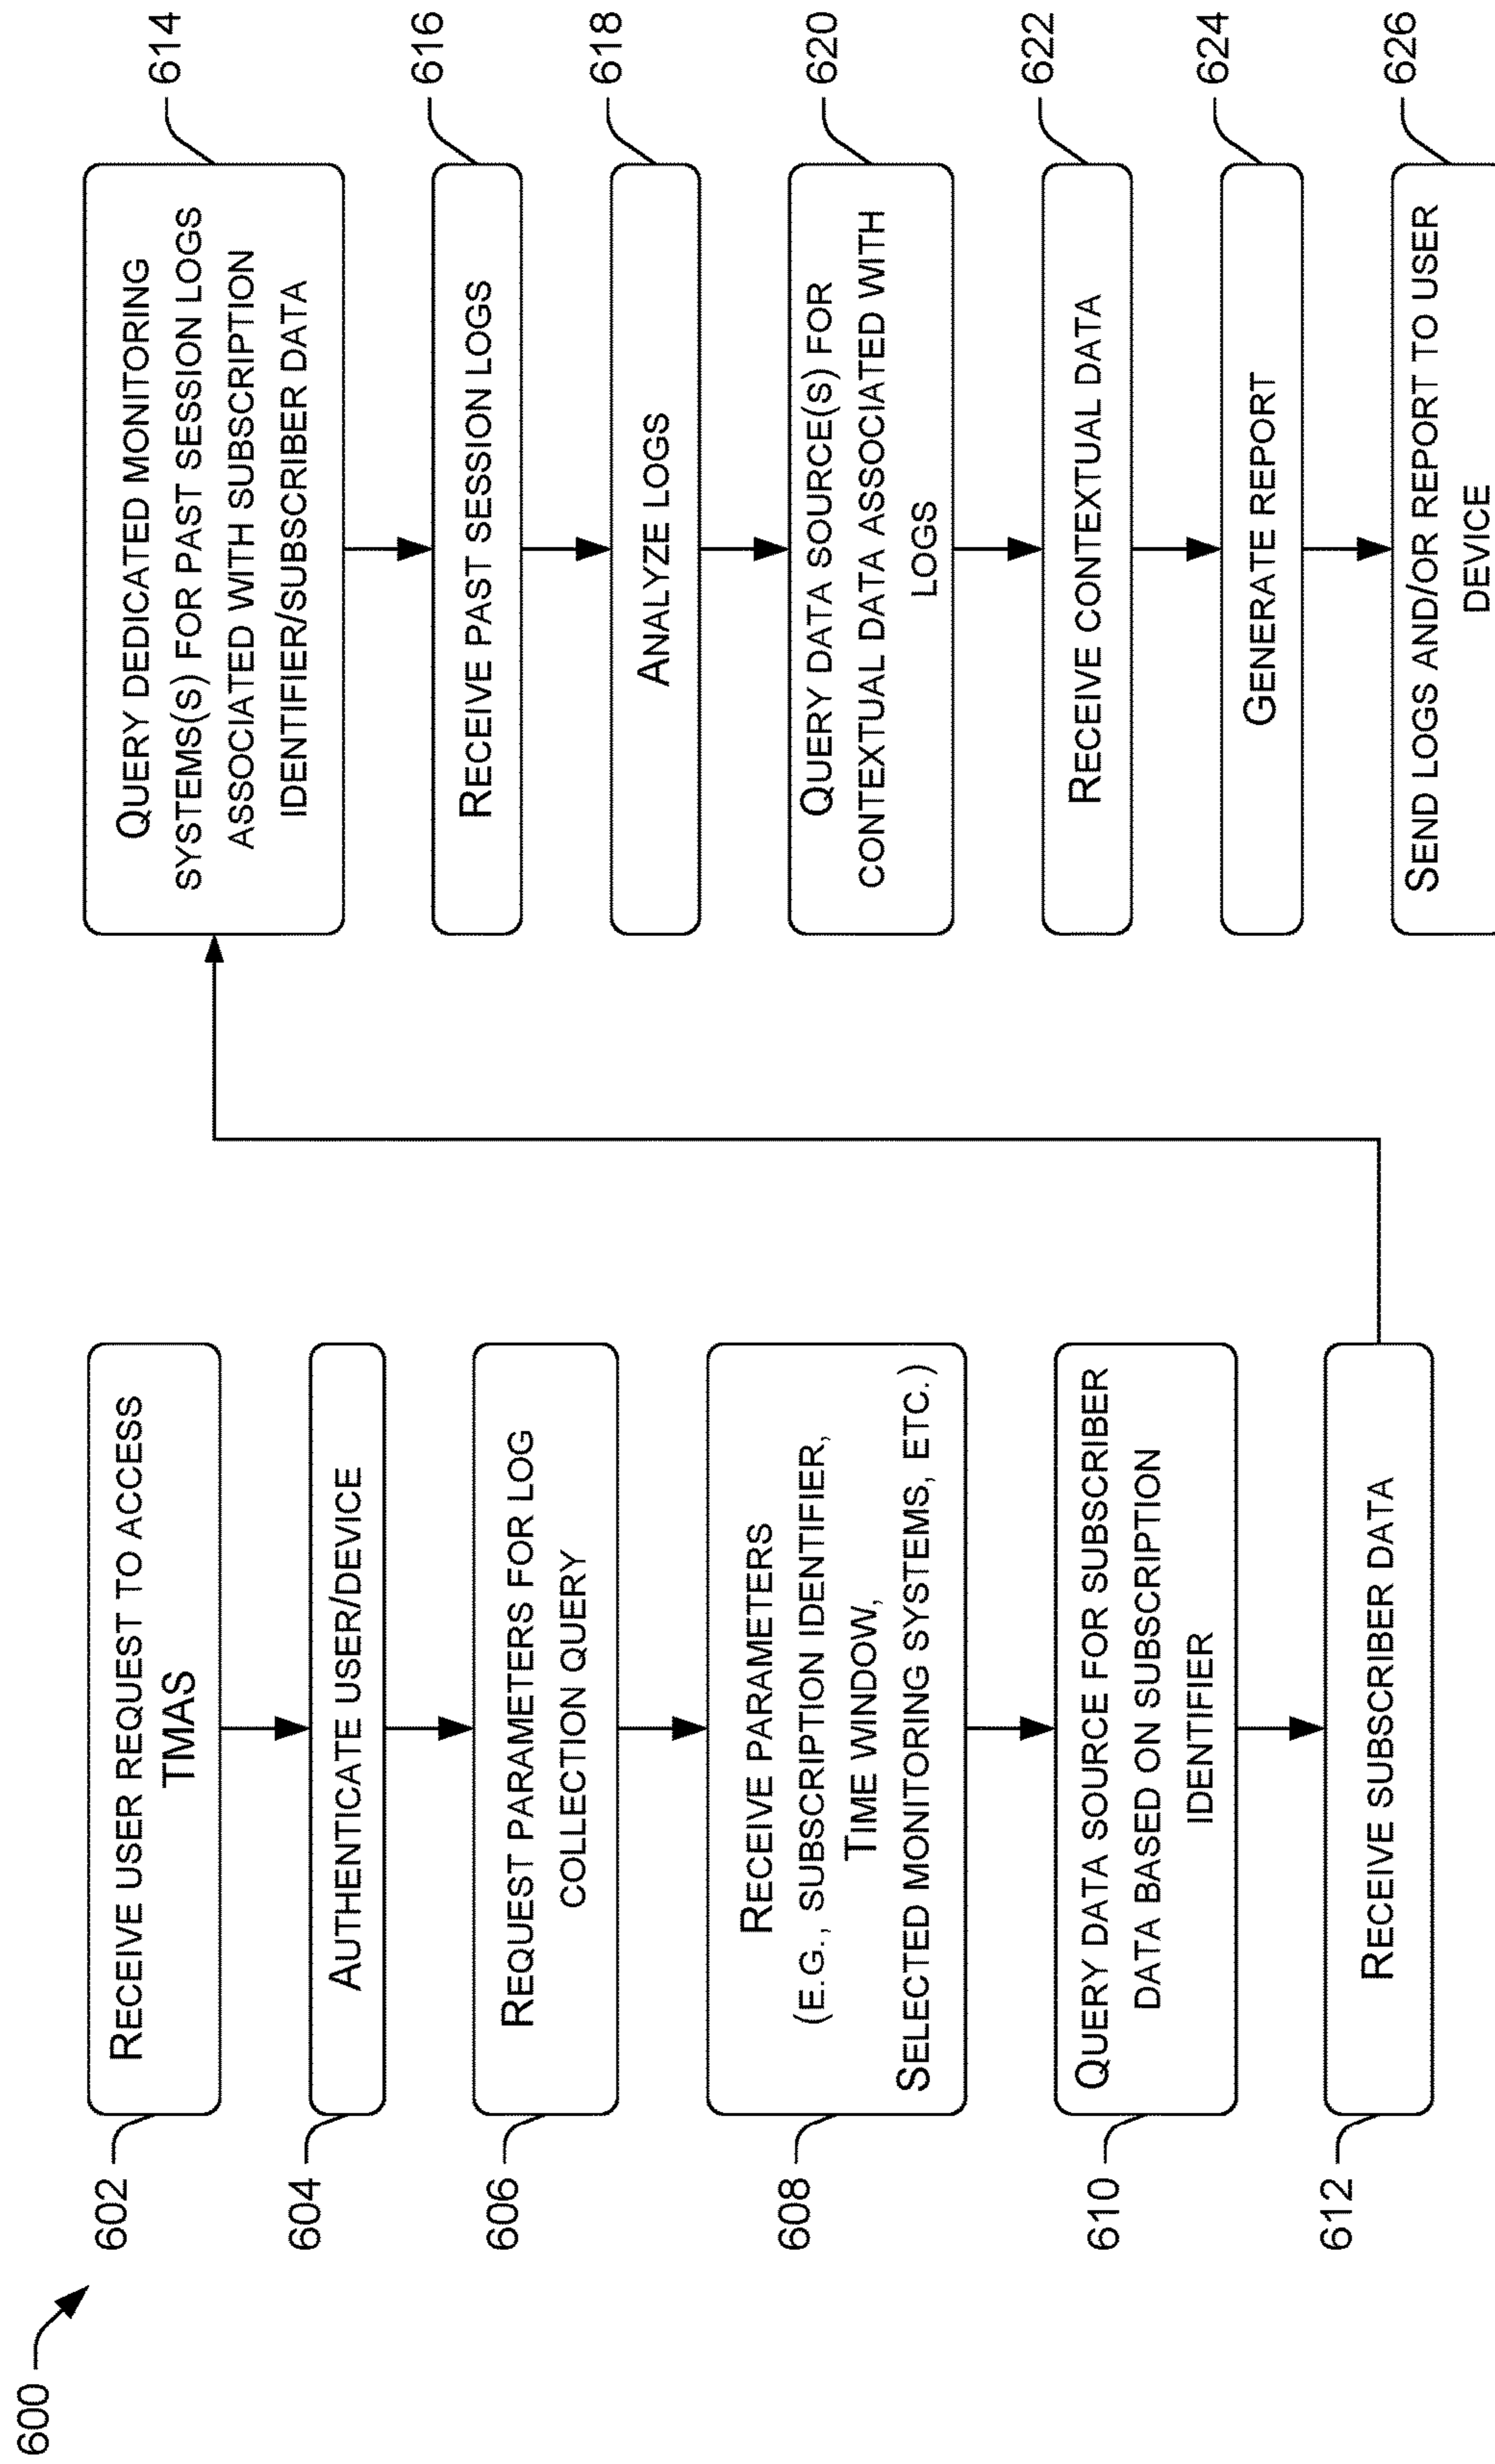 600
602
RECEIVE USER REQUEST TO ACCESS
TMAS
604
AUTHENTICATE USER/DEVICE
606
REQUEST PARAMETERS FOR LOG
COLLECTION QUERY
608
RECEIVE PARAMETERS
(E.G., SUBSCRIPTION IDENTIFIER,
TIME WINDOW,
SELECTED MONITORING SYSTEMS, ETC.)
610
QUERY DATA SOURCE FOR SUBSCRIBER
DATA BASED ON SUBSCRIPTION
IDENTIFIER
612
RECEIVE SUBSCRIBER DATA
614
QUERY DEDICATED MONITORING
SYSTEMS(S) FOR PAST SESSION LOGS
ASSOCIATED WITH SUBSCRIPTION
IDENTIFIER/SUBSCRIBER DATA
616
RECEIVE PAST SESSION LOGS
618
ANALYZE LOGS
620
QUERY DATA SOURCE(S) FOR
CONTEXTUAL DATA ASSOCIATED WITH
LOGS
622
RECEIVE CONTEXTUAL DATA
624
GENERATE REPORT
626
SEND LOGS AND/OR REPORT TO USER
DEVICE